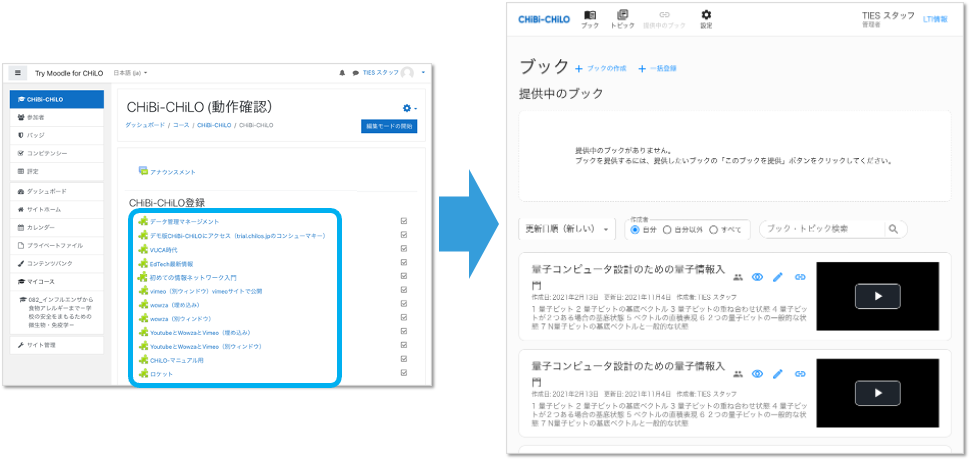 Try Moodle for CHiLO 日本語 (ja)
TIES スタッフ
CHiBi-CHiLO
参加者
バッジ
コンピテンシー
評定
ダッシュボード
サイトホーム
カレンダー
プライベートファイル
コンテンツバンク
マイコース
082_インフルエンザから
食物アレルギーまでー学
校の安全をまもるための
微生物・免疫学ー
サイト管理
CHiBi-CHiLO (動作確認)
ダッシュボード / コース / CHiBi-CHiLO / CHiBi-CHiLO
編集モードの開始
アナウンスメント
CHiBi-CHiLO登録
データ管理マネージメント
デモ版CHiBi-CHiLOにアクセス（trial.chilos.jpのコンシューマキー）
VUCA時代
EdTech最新情報
初めての情報ネットワーク入門
vimeo（別ウィンドウ）vimeoサイトで公開
wowza（埋め込み）
wowza（別ウィンドウ）
YoutubeとWowzaとVimeo（埋め込み）
YoutubeとWowzaとVimeo（別ウィンドウ）
CHiLO-マニュアル用
ロケット
CHiBi-CHiLO
ブック
トピック
提供中のブック
設定
TIES スタッフ
管理者
LTI情報
ブック + ブックの作成 + 一括登録
提供中のブック
提供中のブックがありません。
ブックを提供するには、提供したいブックの「このブックを提供」ボタンをクリックしてください。
更新日順（新しい）
作成者
自分 自分以外 すべて
ブック・トピック検索
量子コンピュータ設計のための量子情報入
門
作成日: 2021年2月13日 更新日: 2021年11月4日 作成者: TIES スタッフ
1 量子ビット 2 量子ビットの基底ベクトル 3 量子ビットの重ね合わせ状態 4 量子ビッ
トが２つある場合の基底状態 5 ベクトルの直積表現 6 ２つの量子ビットの一般的な状
態 7 N量子ビットの基底ベクトルと一般的な状態
量子コンピュータ設計のための量子情報入
門
作成日: 2021年2月13日 更新日: 2021年11月4日 作成者: TIES スタッフ
1 量子ビット 2 量子ビットの基底ベクトル 3 量子ビットの重ね合わせ状態 4 量子ビッ
トが２つある場合の基底状態 5 ベクトルの直積表現 6 ２つの量子ビットの一般的な状
態 7 N量子ビットの基底ベクトルと一般的な状態